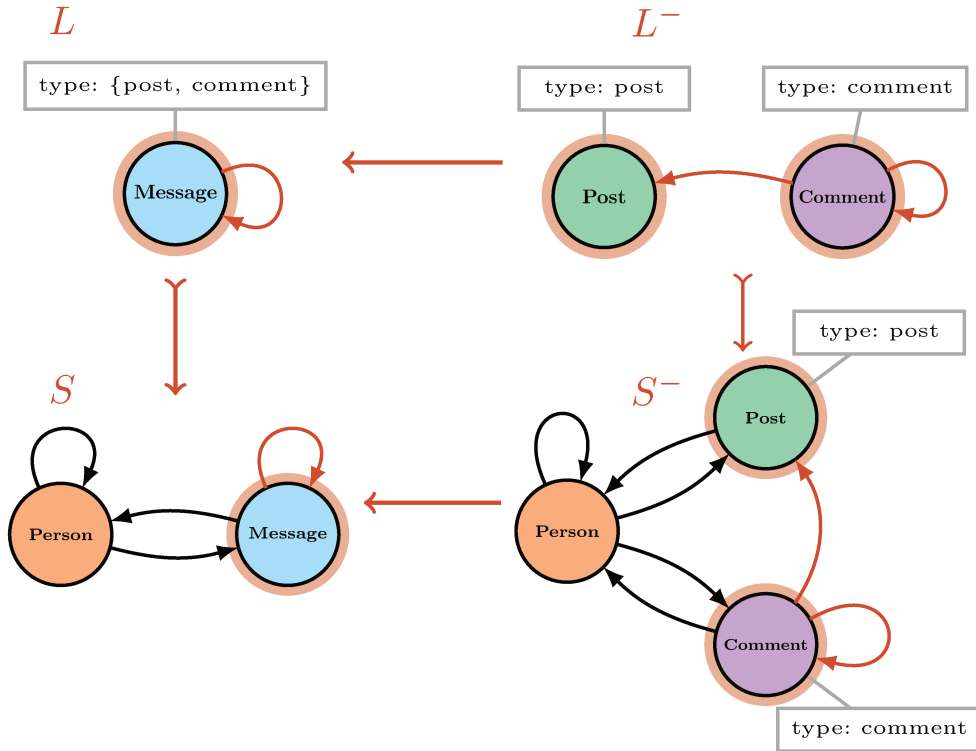 L
L⁻
type: {post, comment}
type: post
type: comment
Message
Post
Comment
type: post
S
S⁻
Post
Person
Message
Person
Comment
type: comment